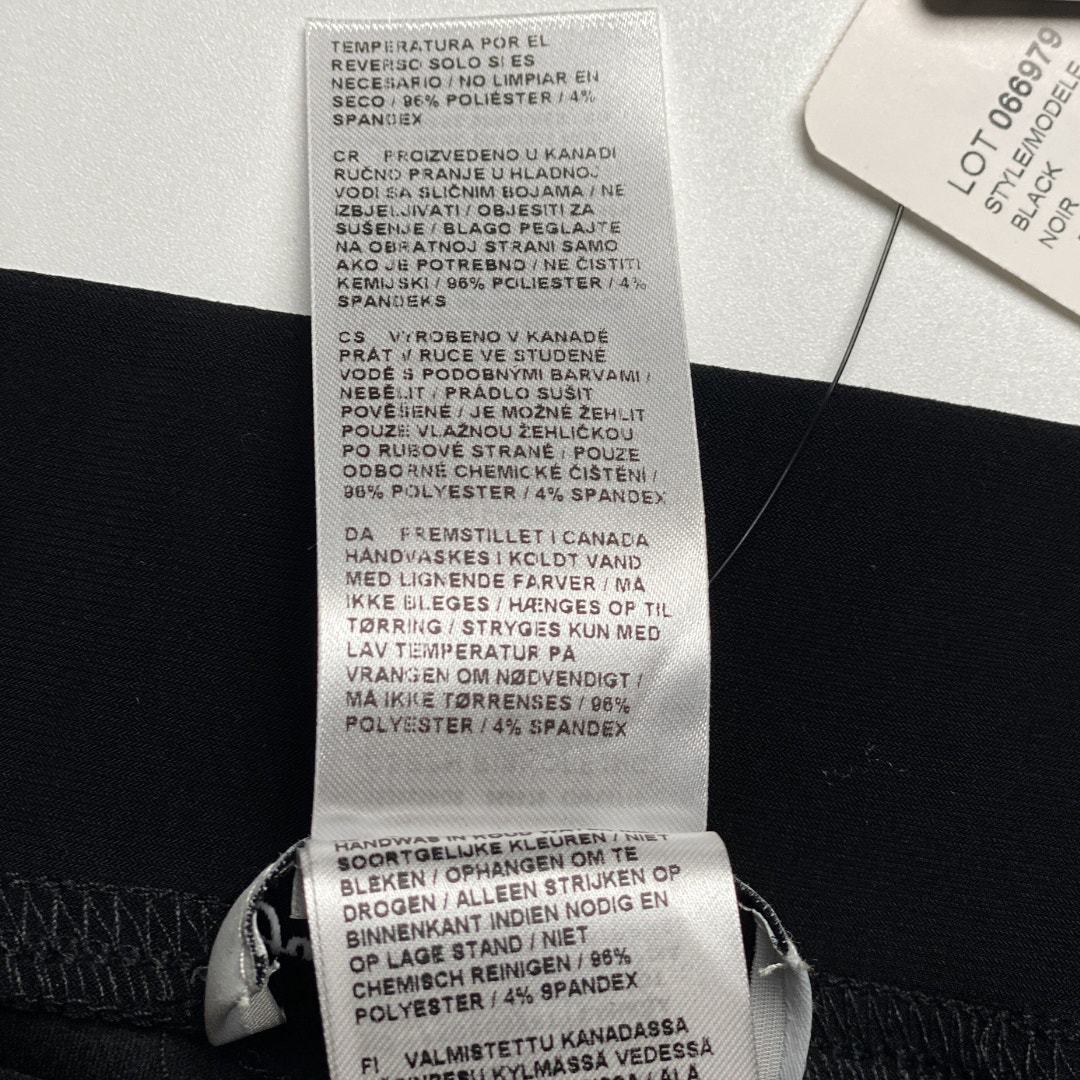 TEMPERATURA POR EL
REVERSO SOLO SI ES
NECESARIO / NO LIMPIAR EN
SECO / 96% POLIÉSTER / 4%
SPANDEX
CR PROIZVEDENO U KANADI
RUČNO PRANJE U HLADNOJ
VODI SA SLIČNIM BOJAMA / NE
IZBJELJIVATI / OBJESITI ZA
SUŠENJE / BLAGO PEGLAJTE
NA OBRATNOJ STRANI SAMO
AKO JE POTREBNO / NE ČISTITI
KEMIJSKI / 96% POLIESTER / 4%
SPANDEKS
CS VYROBENO V KANADĚ
PRÁT V RUCE VE STUDENÉ
VODĚ S PODOBNÝMI BARVAMI /
NEBĚLIT / PRÁDLO SUŠIT
POVĚŠENÉ / JE MOŽNÉ ŽEHLIT
POUZE VLAŽNOU ŽEHLIČKOU
PO RUBOVÉ STRANĚ / POUZE
ODBORNÉ CHEMICKÉ ČIŠTĚNÍ /
96% POLYESTER / 4% SPANDEX
DA FREMSTILLET I CANADA
HÅNDVASKES I KOLDT VAND
MED LIGNENDE FARVER / MÅ
IKKE BLEGES / HÆNGES OP TIL
TØRRING / STRYGES KUN MED
LAV TEMPERATUR PÅ
VRANGEN OM NØDVENDIGT /
MÅ IKKE TØRRENSES / 96%
POLYESTER / 4% SPANDEX
HANDWAS IN KOUD
SOORTGELIJKE KLEUREN / NIET
BLEKEN / OPHANGEN OM TE
DROGEN / ALLEEN STRIJKEN OP
BINNENKANT INDIEN NODIG EN
OP LAGE STAND / NIET
CHEMISCH REINIGEN / 96%
POLYESTER / 4% SPANDEX
FI VALMISTETTU KANADASSA
KYLMÄSSÄ VEDESSÄ
LOT 066979
STYLE/MODELE
BLACK
NOIR